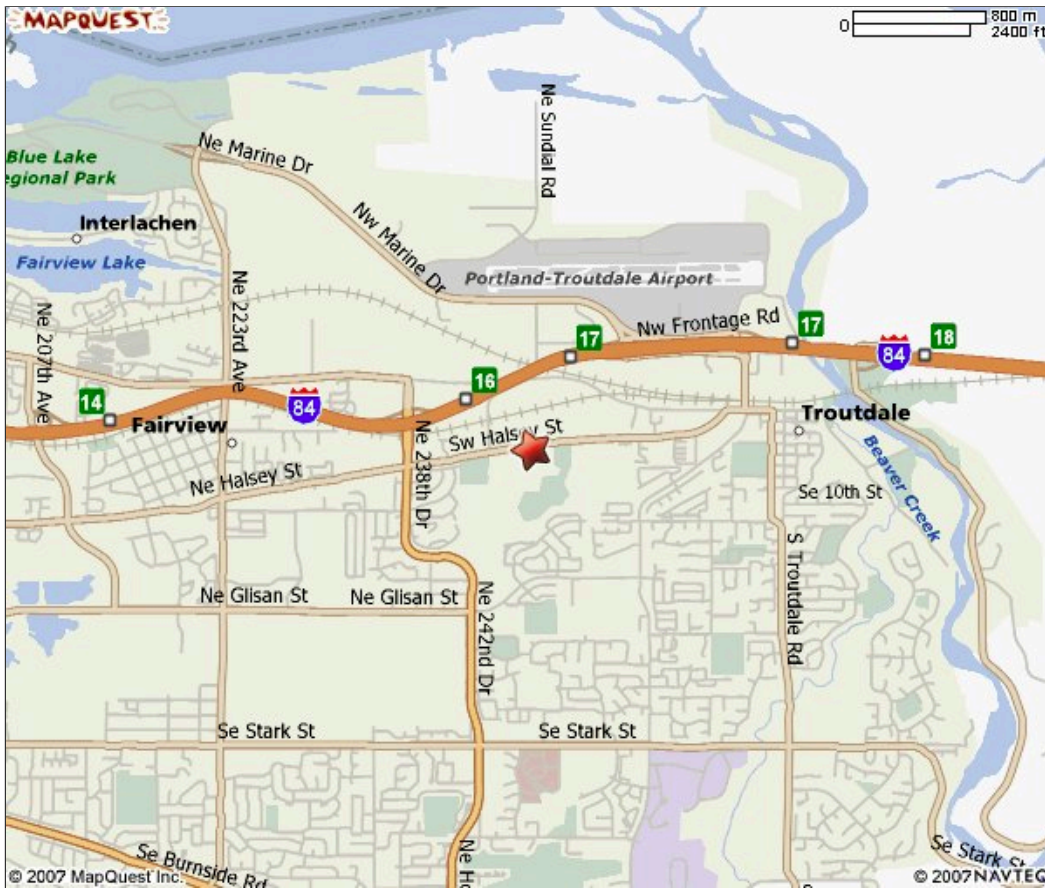 MAPQUEST
0
800 m
2400 ft
Ne Marine Dr
Ne Sundial Rd
Blue Lake
egional Park
Interlachen
Fairview Lake
Nw Marine Dr
Portland-Troutdale Airport
Ne 207th Ave
Ne 223rd Ave
Nw Frontage Rd
17
17
18
84
16
14
84
Fairview
Sw Halsey St
Troutdale
Ne Halsey St
Ne 238th Dr
Beaver Creek
Se 10th St
S Troutdale Rd
Ne Glisan St
Ne Glisan St
Ne 242nd Dr
Se Stark St
Se Stark St
Se Burnside Rd
Se Stark St
© 2007 MapQuest Inc.
© 2007 NAVTEQ